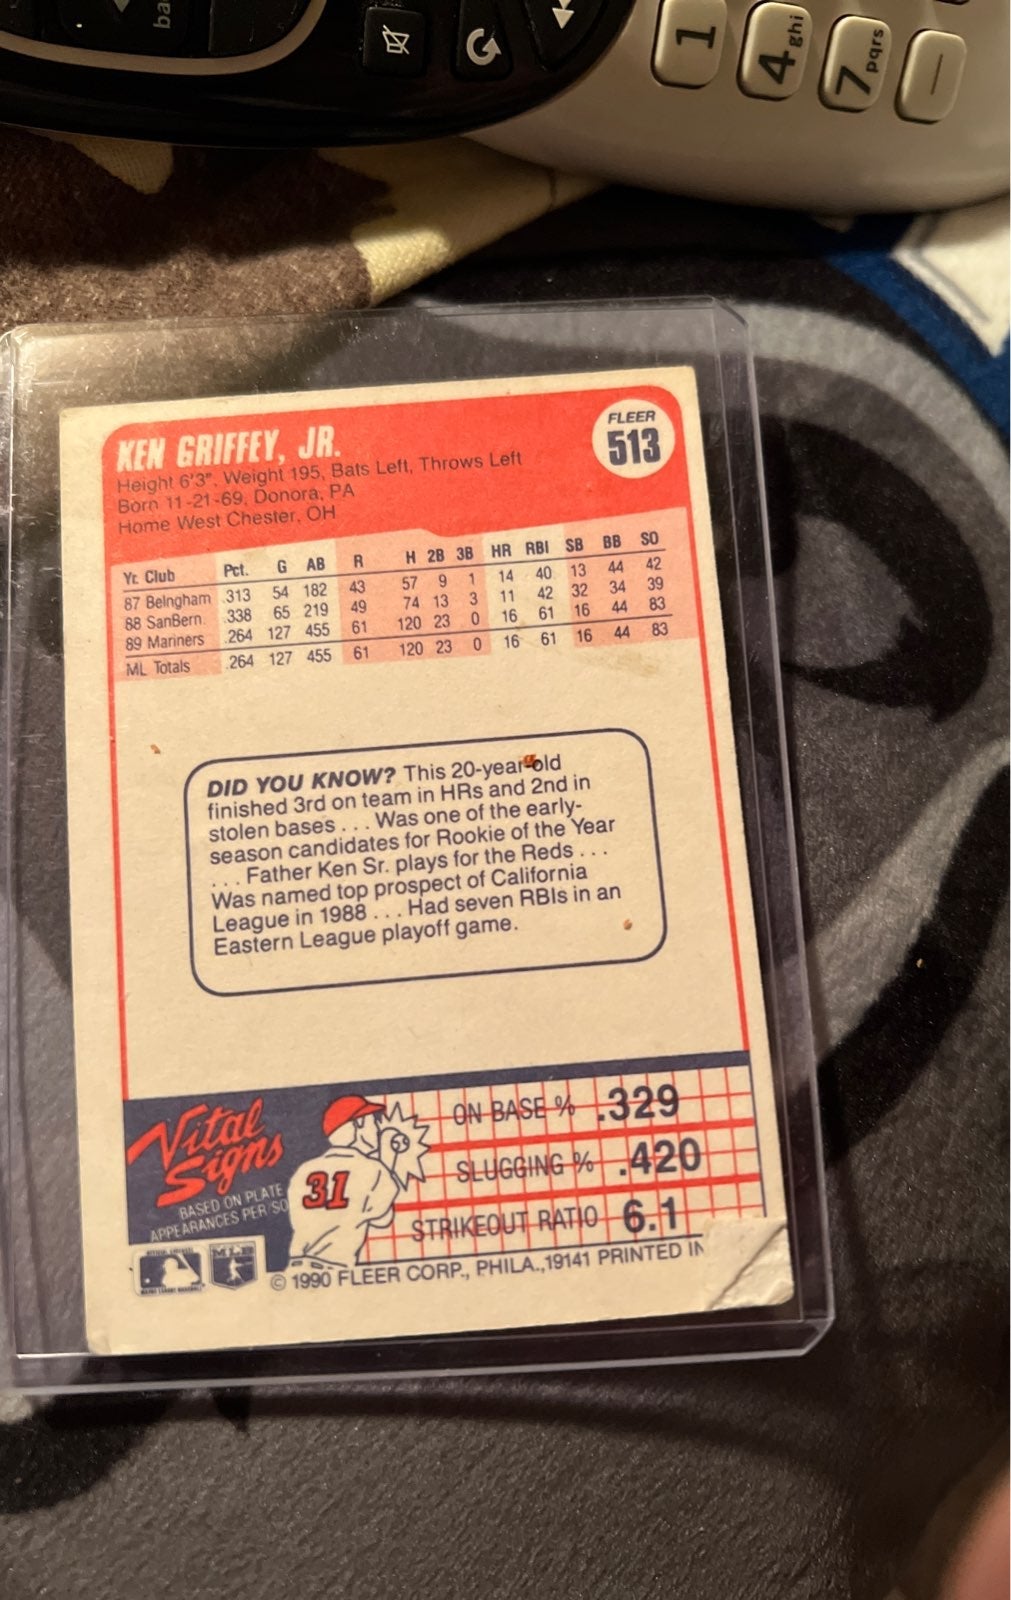 ba
1
4 ghi
7 pqrs
KEN GRIFFEY, JR.
FLEER
513
Height 6'3", Weight 195, Bats Left, Throws Left
Born 11-21-69, Donora, PA
Home West Chester, OH
Yr. Club Pct. G AB R H 2B 3B HR RBI SB BB SO
87 Belngham .313 54 182 43 57 9 1 14 40 13 44 42
88 SanBern .338 65 219 49 74 13 3 11 42 32 34 39
89 Mariners .264 127 455 61 120 23 0 16 61 16 44 83
ML Totals .264 127 455 61 120 23 0 16 61 16 44 83
DID YOU KNOW? This 20-year-old
finished 3rd on team in HRs and 2nd in
stolen bases . . . Was one of the early-
season candidates for Rookie of the Year
. . . Father Ken Sr. plays for the Reds . . .
Was named top prospect of California
League in 1988 . . . Had seven RBIs in an
Eastern League playoff game.
Vital
Signs
BASED ON PLATE
APPEARANCES PER/SO
31
ON BASE % .329
SLUGGING % .420
STRIKEOUT RATIO 6.1
© 1990 FLEER CORP., PHILA.,19141 PRINTED IN